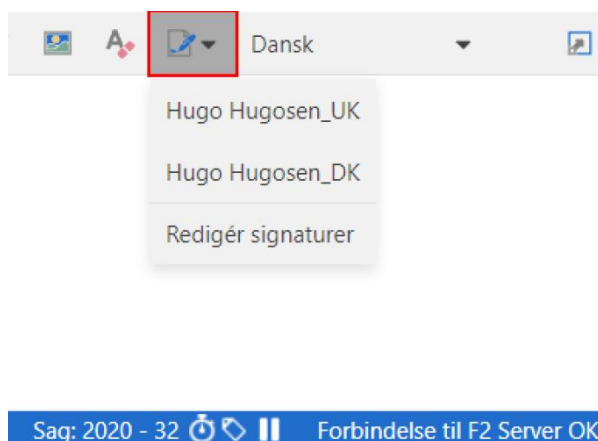 Dansk
Hugo Hugosen_UK
Hugo Hugosen_DK
Redigér signaturer
Sag: 2020 - 32 Forbindelse til F2 Server OK